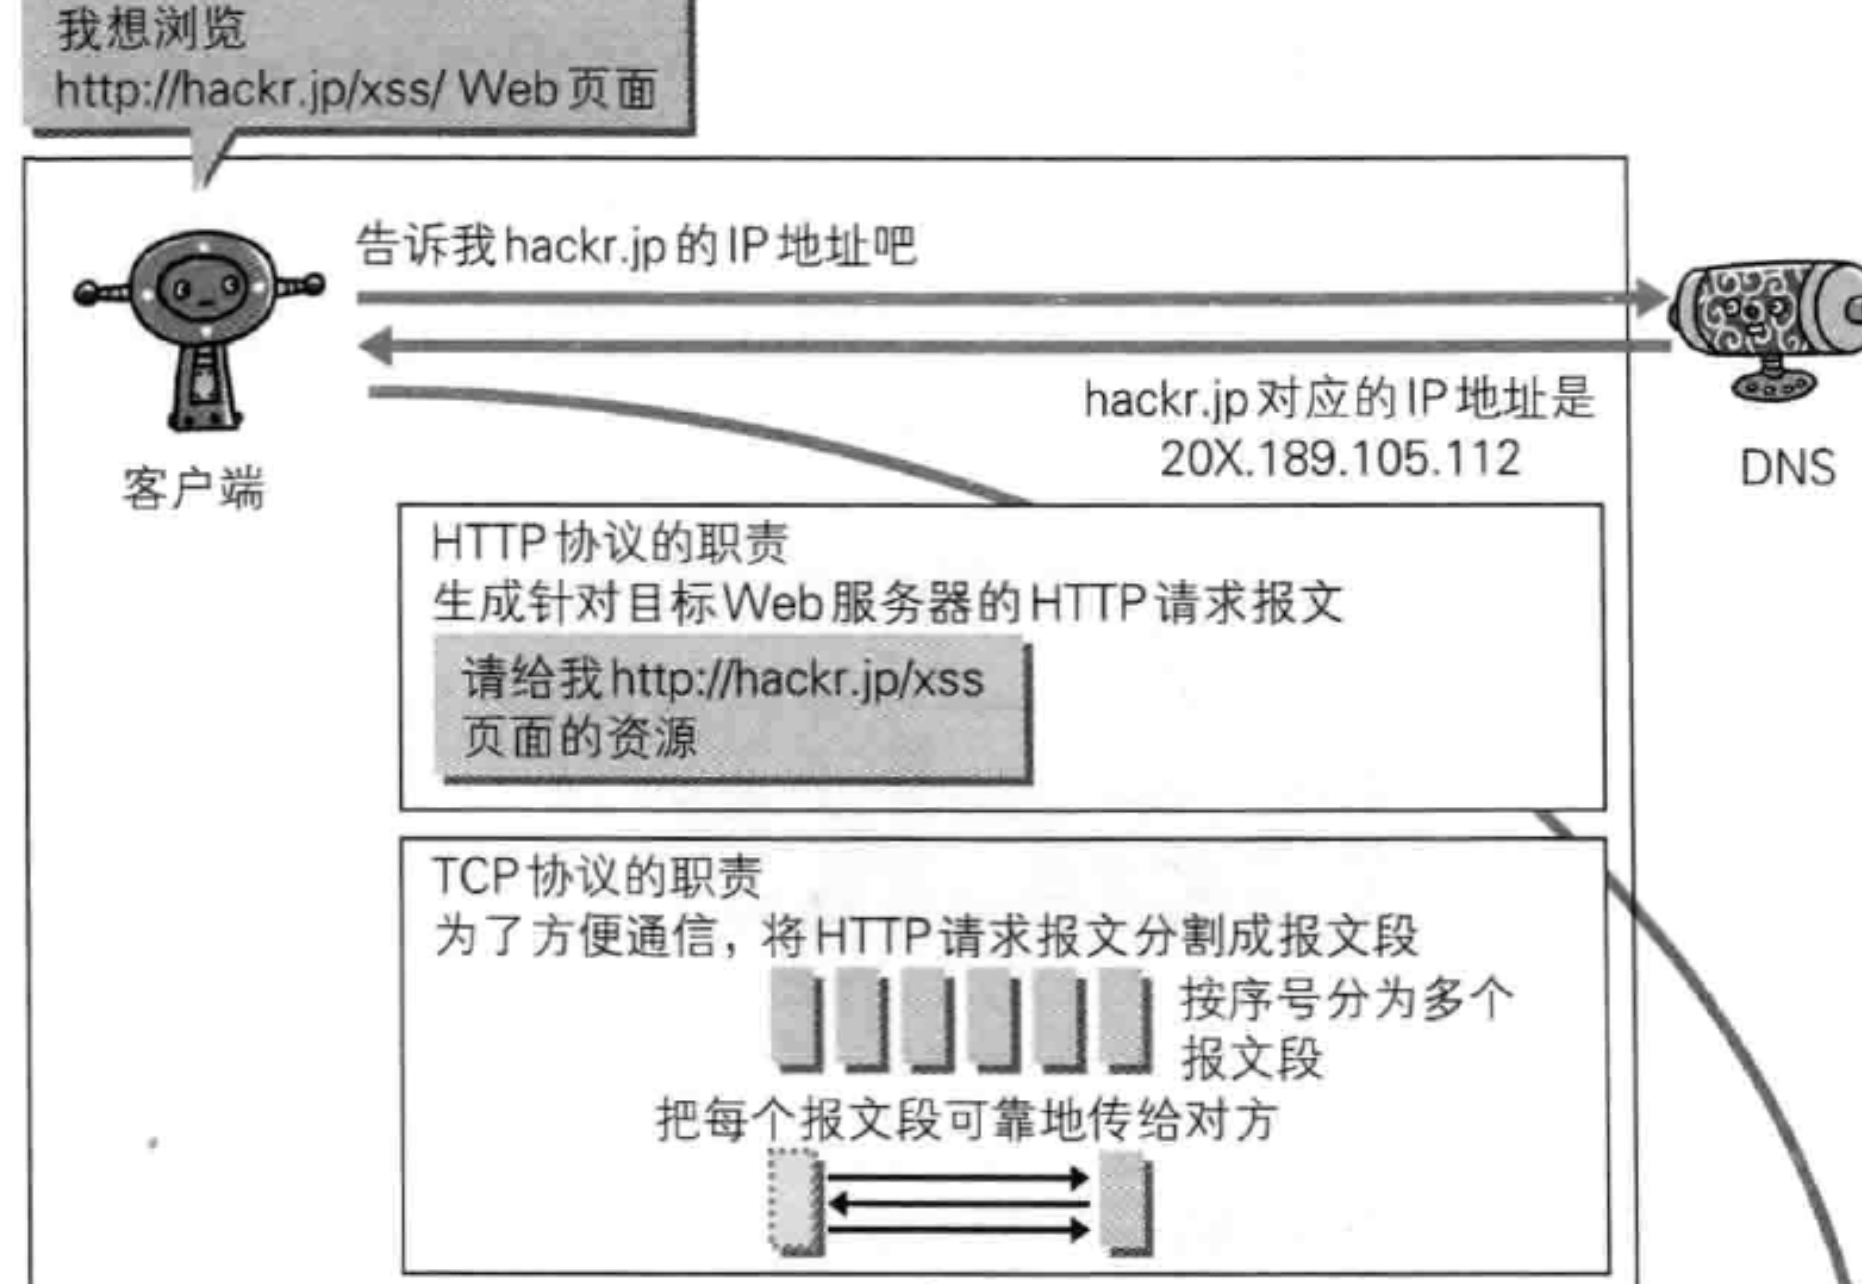 我想浏览
http://hackr.jp/xss/ Web页面
告诉我hackr.jp的IP地址吧
hackr.jp对应的IP地址是
20X.189.105.112
DNS
客户端
HTTP协议的职责
生成针对目标Web服务器的HTTP请求报文
请给我http://hackr.jp/xss
页面的资源
TCP协议的职责
为了方便通信，将HTTP请求报文分割成报文段
按序号分为多个
报文段
把每个报文段可靠地传给对方